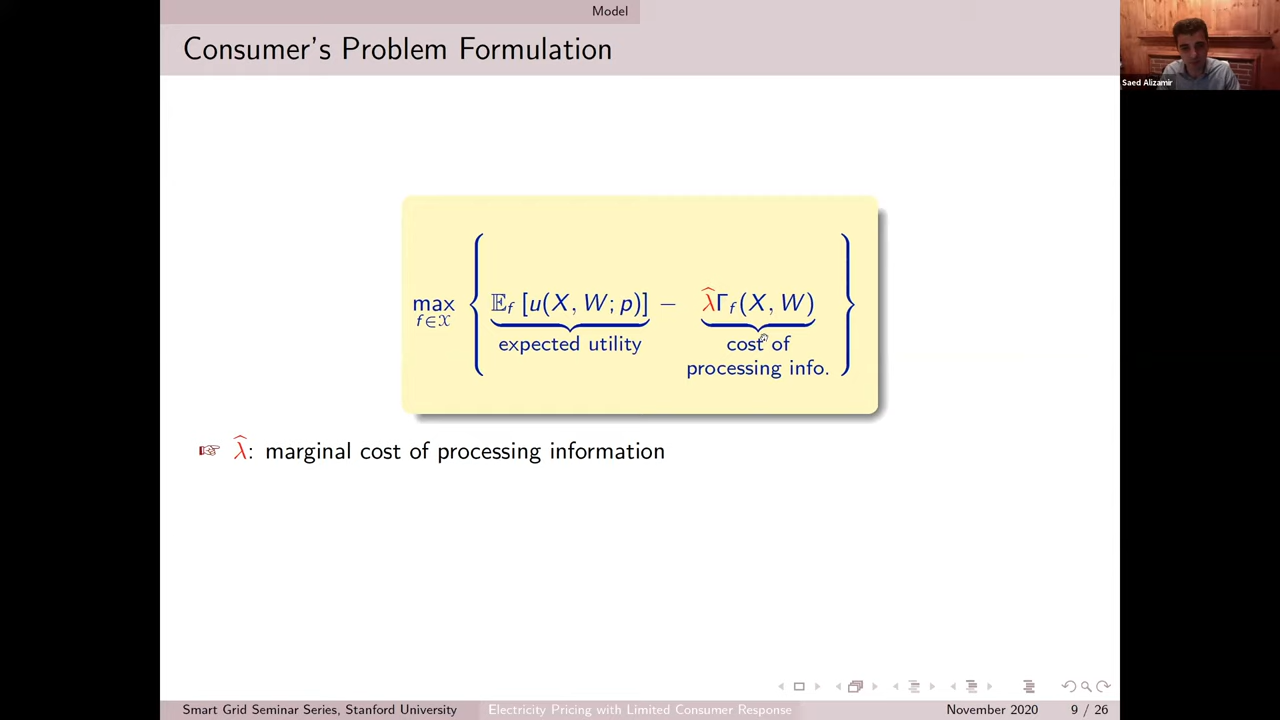 Model
Consumer's Problem Formulation
Saed Alizamir
max { 𝔼_f [u(X, W; p)] − λ̂Γ_f(X, W) }
f∈𝒳
expected utility
cost of
processing info.
☞ λ̂: marginal cost of processing information
Smart Grid Seminar Series, Stanford University
Electricity Pricing with Limited Consumer Response
November 2020
9 / 26